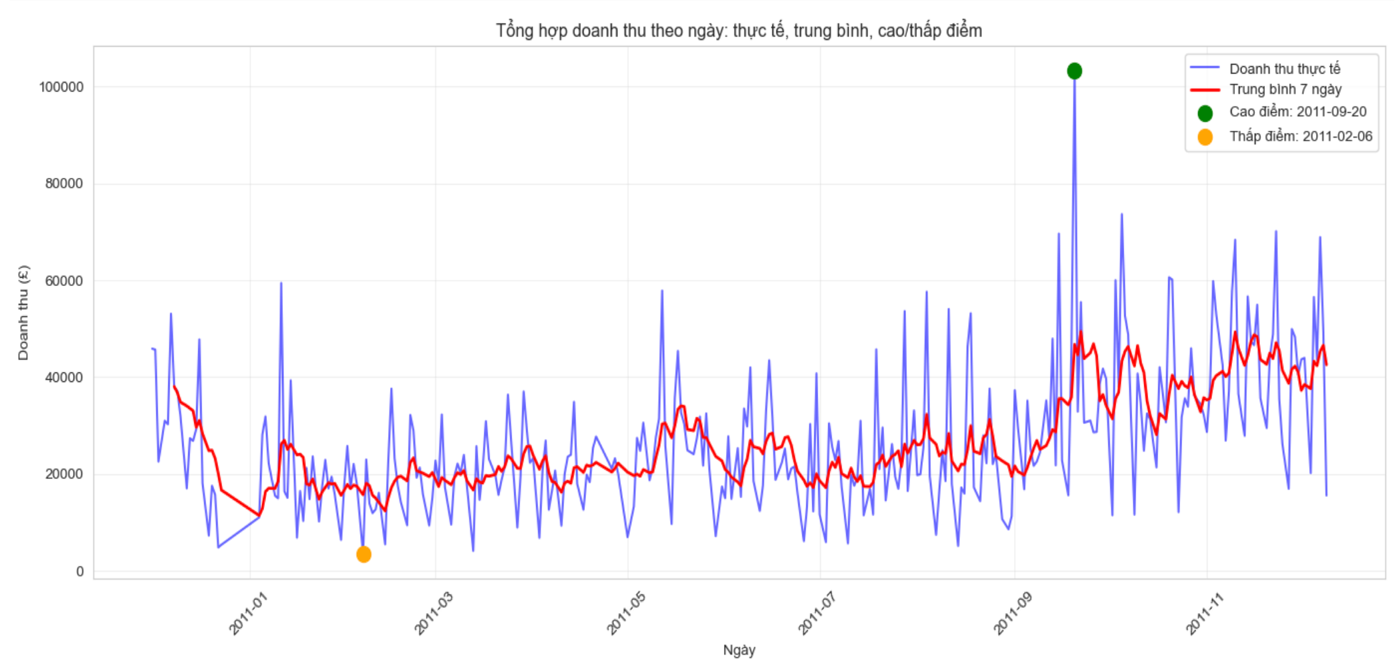 Tổng hợp doanh thu theo ngày: thực tế, trung bình, cao/thấp điểm
Doanh thu thực tế
Trung bình 7 ngày
Cao điểm: 2011-09-20
Thấp điểm: 2011-02-06
Doanh thu (£)
100000
80000
60000
40000
20000
0
2011-01
2011-03
2011-05
2011-07
2011-09
2011-11
Ngày